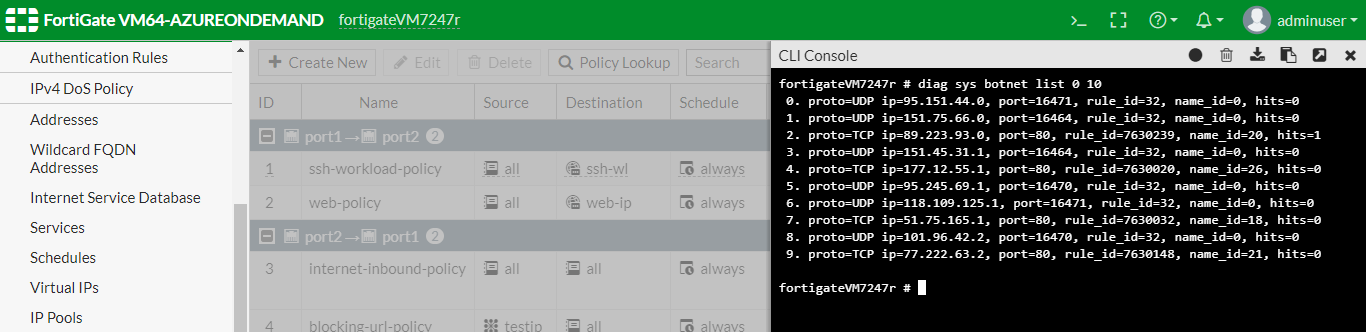 FortiGate VM64-AZUREONDEMAND fortigateVM7247r >_ adminuser
Authentication Rules
IPv4 DoS Policy
Addresses
Wildcard FQDN
Addresses
Internet Service Database
Services
Schedules
Virtual IPs
IP Pools
+ Create New Edit Delete Policy Lookup Search
ID Name Source Destination Schedule
port1 → port2 2
1 ssh-workload-policy all ssh-wl always
2 web-policy all web-ip always
port2 → port1 2
3 internet-inbound-policy all all always
4 blocking-url-policy testip all always
CLI Console
fortigateVM7247r # diag sys botnet list 0 10
0. proto=UDP ip=95.151.44.0, port=16471, rule_id=32, name_id=0, hits=0
1. proto=UDP ip=151.75.66.0, port=16464, rule_id=32, name_id=0, hits=0
2. proto=TCP ip=89.223.93.0, port=80, rule_id=7630239, name_id=20, hits=1
3. proto=UDP ip=151.45.31.1, port=16464, rule_id=32, name_id=0, hits=0
4. proto=TCP ip=177.12.55.1, port=80, rule_id=7630020, name_id=26, hits=0
5. proto=UDP ip=95.245.69.1, port=16470, rule_id=32, name_id=0, hits=0
6. proto=UDP ip=118.109.125.1, port=16471, rule_id=32, name_id=0, hits=0
7. proto=TCP ip=51.75.165.1, port=80, rule_id=7630032, name_id=18, hits=0
8. proto=UDP ip=101.96.42.2, port=16470, rule_id=32, name_id=0, hits=0
9. proto=TCP ip=77.222.63.2, port=80, rule_id=7630148, name_id=21, hits=0
fortigateVM7247r #